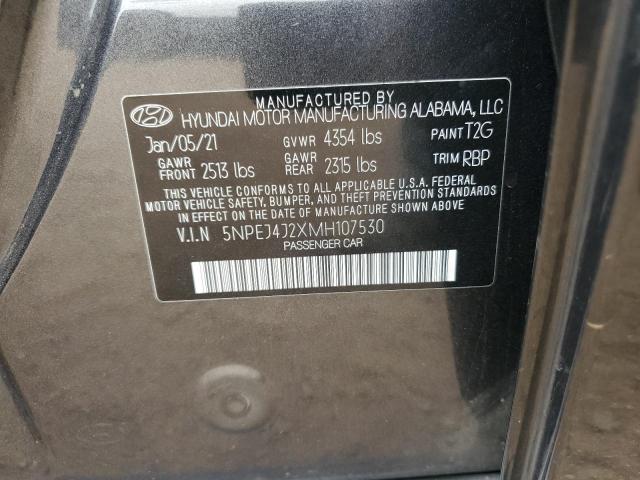 MANUFACTURED BY
HYUNDAI MOTOR MANUFACTURING ALABAMA, LLC
Jan/05/21 GVWR 4354 lbs PAINT T2G
GAWR FRONT 2513 lbs GAWR REAR 2315 lbs TRIM RBP
THIS VEHICLE CONFORMS TO ALL APPLICABLE U.S.A. FEDERAL
MOTOR VEHICLE SAFETY, BUMPER, AND THEFT PREVENTION STANDARDS
IN EFFECT ON THE DATE OF MANUFACTURE SHOWN ABOVE.
V.I.N 5NPEJ4J2XMH107530
PASSENGER CAR